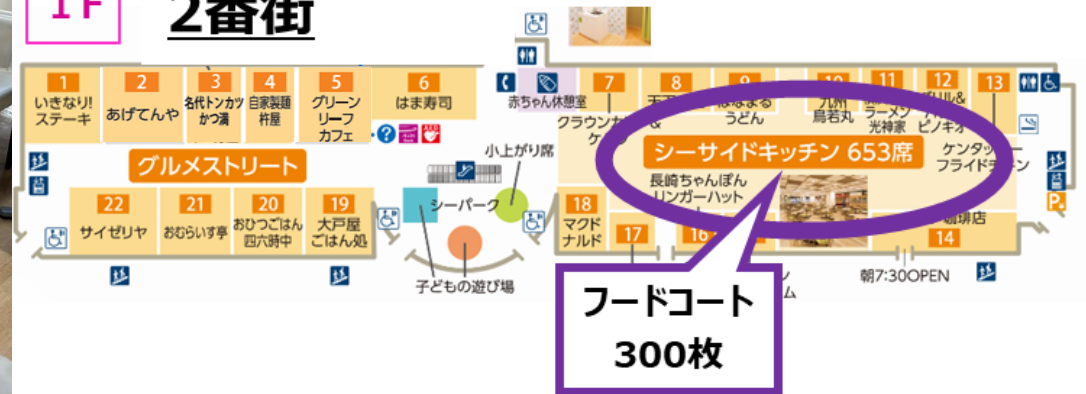 1F
2番街
1
いきなり!
ステーキ
2
あげてんや
3
名代トンカツ
かつ満
4
自家製麺
杵屋
5
グリーン
リーフ
カフェ
6
はま寿司
赤ちゃん休憩室
7
クラウンカ
8
&
うどん
九州
烏若丸
11
ラーメン
光神家
12
ピノキオ
13
ケンタッ
フライドチキン
グルメストリート
小上がり席
シーサイドキッチン 653席
長崎ちゃんぽん
リンガーハット
22
サイゼリヤ
21
おむらいす亭
20
おひつごはん
四六時中
19
大戸屋
ごはん処
シーパーク
子どもの遊び場
18
マクド
ナルド
17
16
珈琲店
14
朝7:30OPEN
P.
?
AED
フードコート
300枚